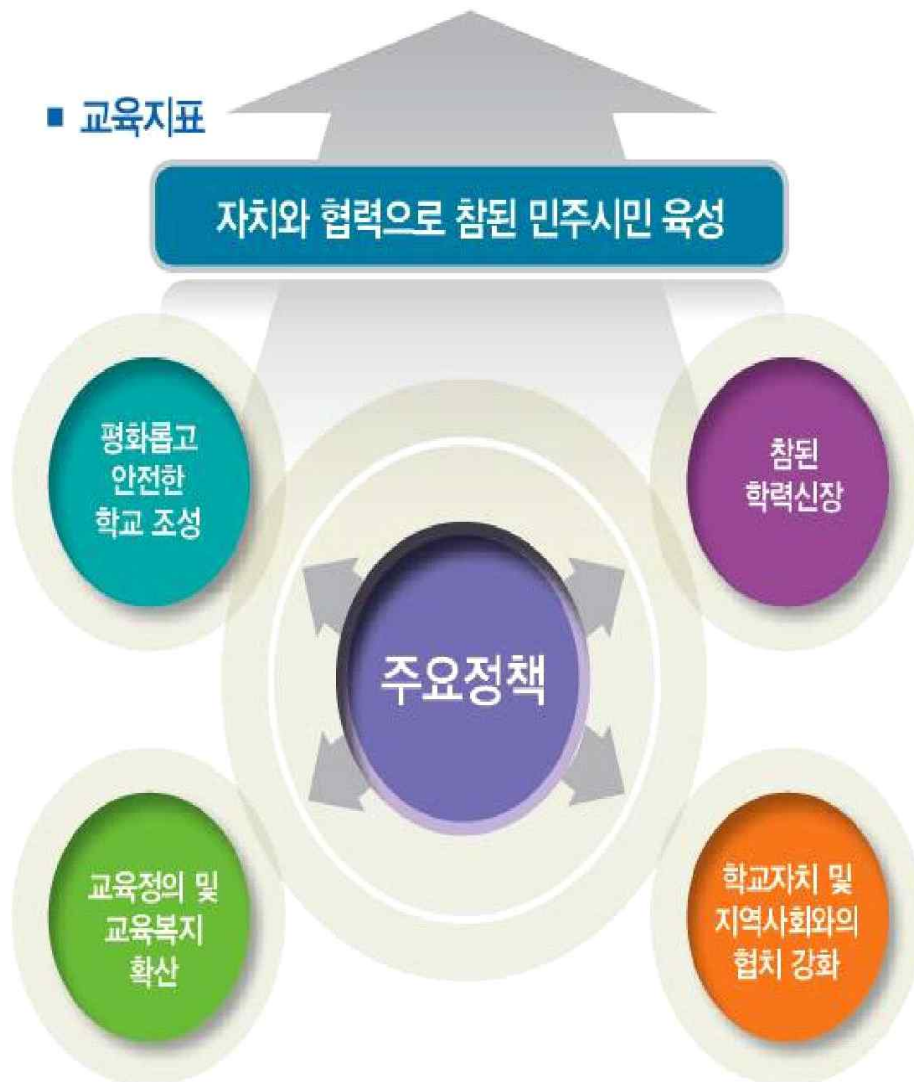 ■ 교육지표
자치와 협력으로 참된 민주시민 육성
평화롭고
안전한
학교 조성
참된
학력신장
주요정책
교육정의 및
교육복지
확산
학교자치 및
지역사회와의
협치 강화